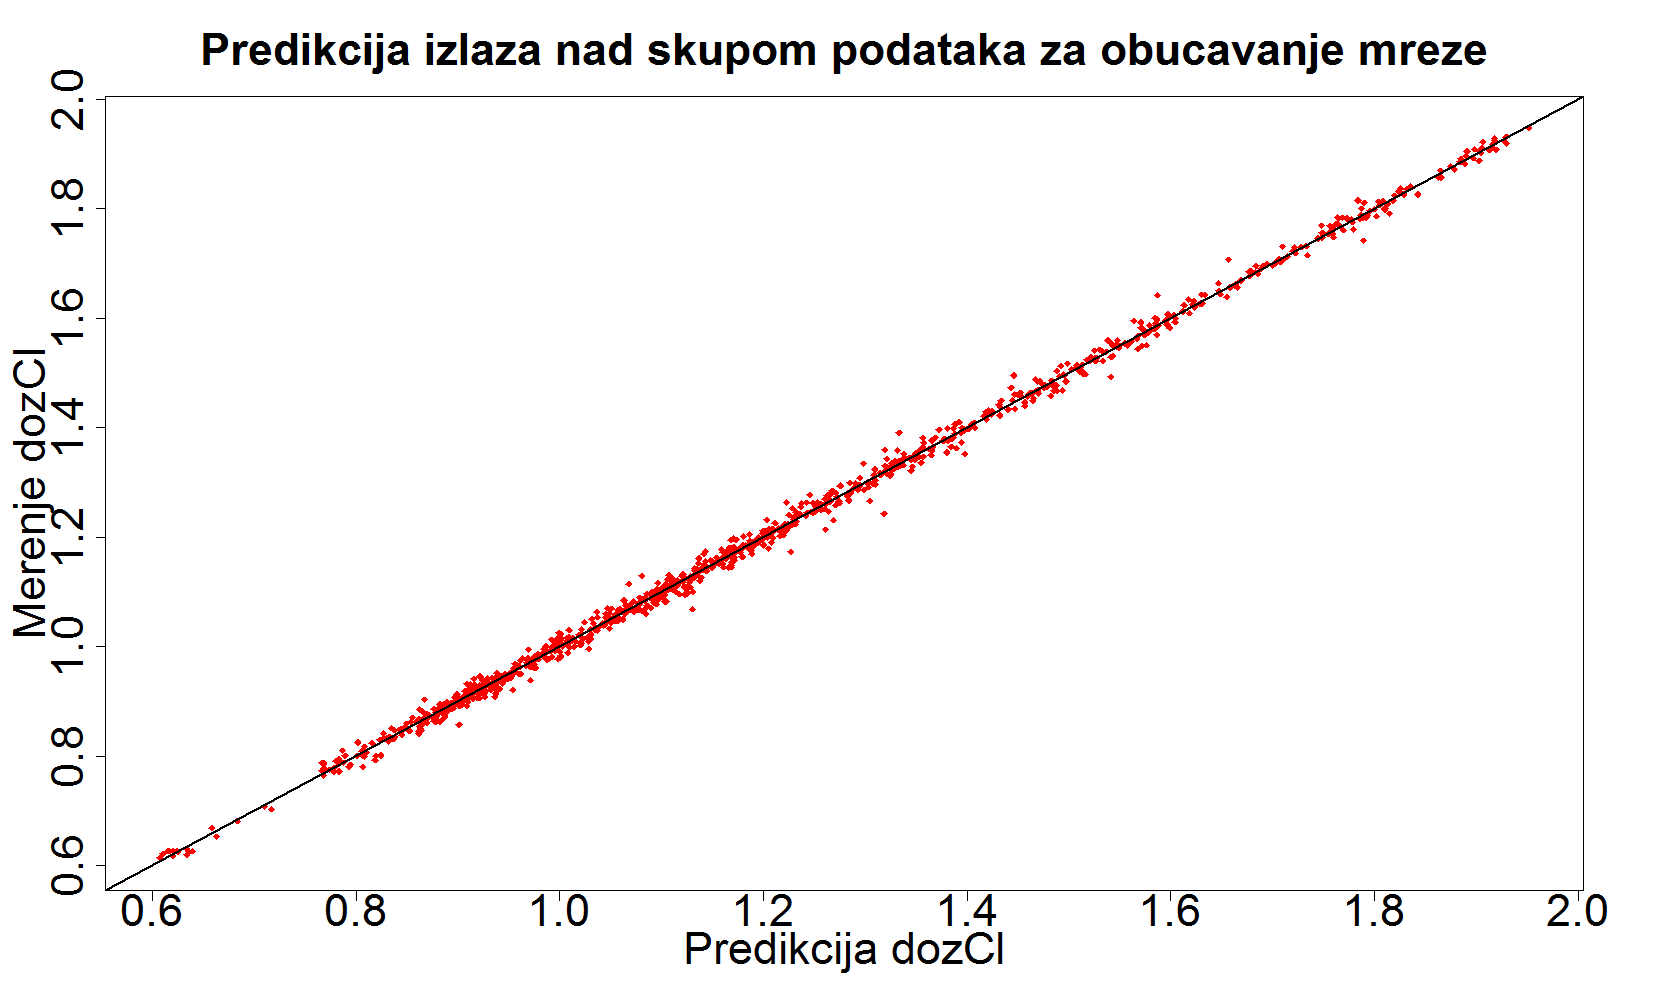 Predikcija izlaza nad skupom podataka za obucavanje mreze
2.0
1.8
1.6
1.4
1.2
1.0
0.8
0.6
Merenje dozCl
0.6 0.8 1.0 1.2 1.4 1.6 1.8 2.0
Predikcija dozCl